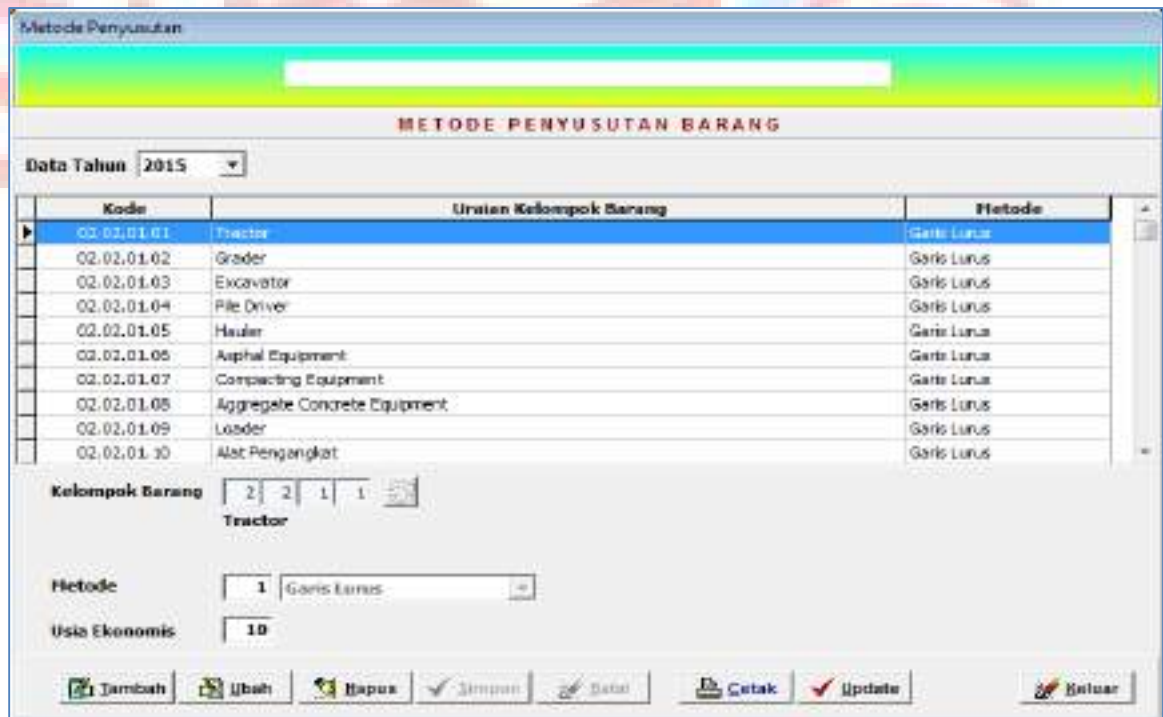 Metode Penyusutan
METODE PENYUSUTAN BARANG
Data Tahun 2015
Kode Uraian Kelompok Barang Metode
02.02.01.01 Tractor Garis Lurus
02.02.01.02 Grader Garis Lurus
02.02.01.03 Excavator Garis Lurus
02.02.01.04 Pile Driver Garis Lurus
02.02.01.05 Hauler Garis Lurus
02.02.01.06 Asphal Equipment Garis Lurus
02.02.01.07 Compacting Equipment Garis Lurus
02.02.01.08 Aggregate Concrete Equipment Garis Lurus
02.02.01.09 Loader Garis Lurus
02.02.01.10 Alat Pengangkat Garis Lurus
Kelompok Barang 2 2 1 1
Tractor
Metode 1 Garis Lurus
Usia Ekonomis 10
Tambah Ubah Hapus Simpan Batal Cetak Update Keluar